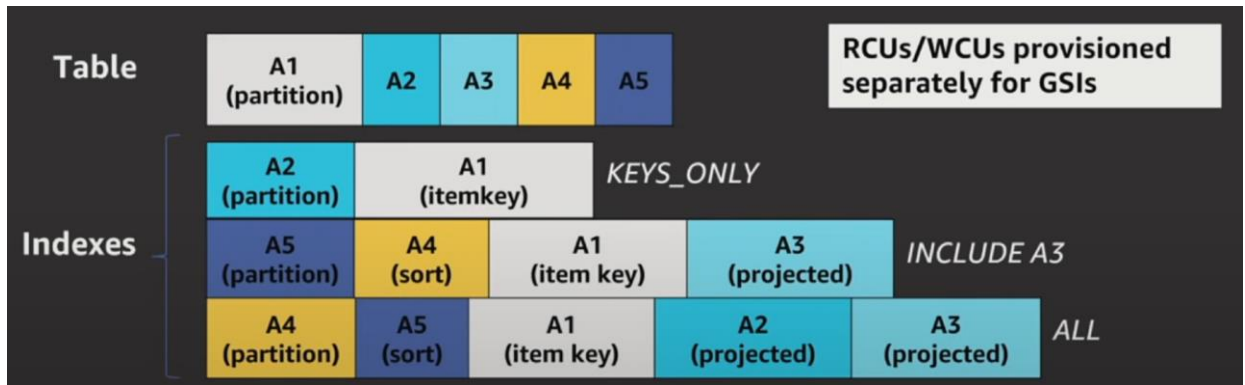 Table
A1
(partition)
A2
A3
A4
A5
RCUs/WCUs provisioned
separately for GSIs
Indexes
A2
(partition)
A1
(itemkey)
KEYS_ONLY
A5
(partition)
A4
(sort)
A1
(item key)
A3
(projected)
INCLUDE A3
A4
(partition)
A5
(sort)
A1
(item key)
A2
(projected)
A3
(projected)
ALL